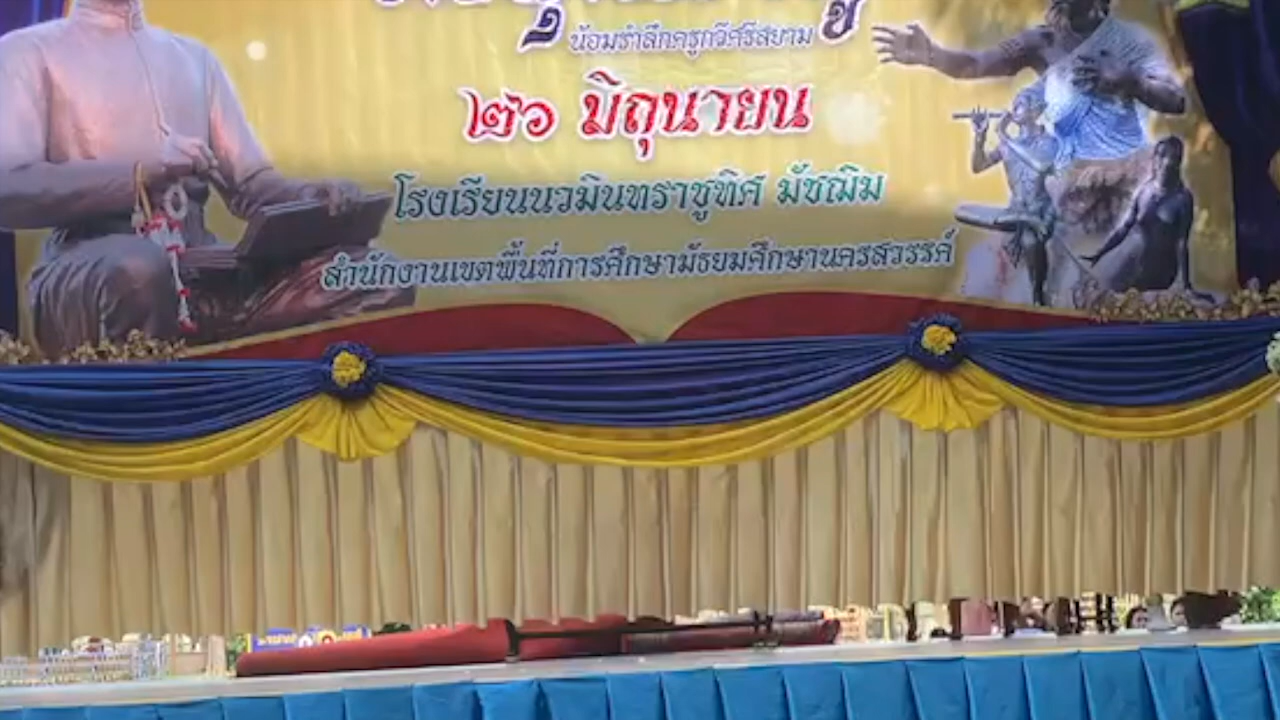 น้อมรำลึกครูกวีศรีสยาม
๒๖ มิถุนายน
โรงเรียนนวมินทราชูทิศ มัชฌิม
สำนักงานเขตพื้นที่การศึกษามัธยมศึกษานครสวรรค์